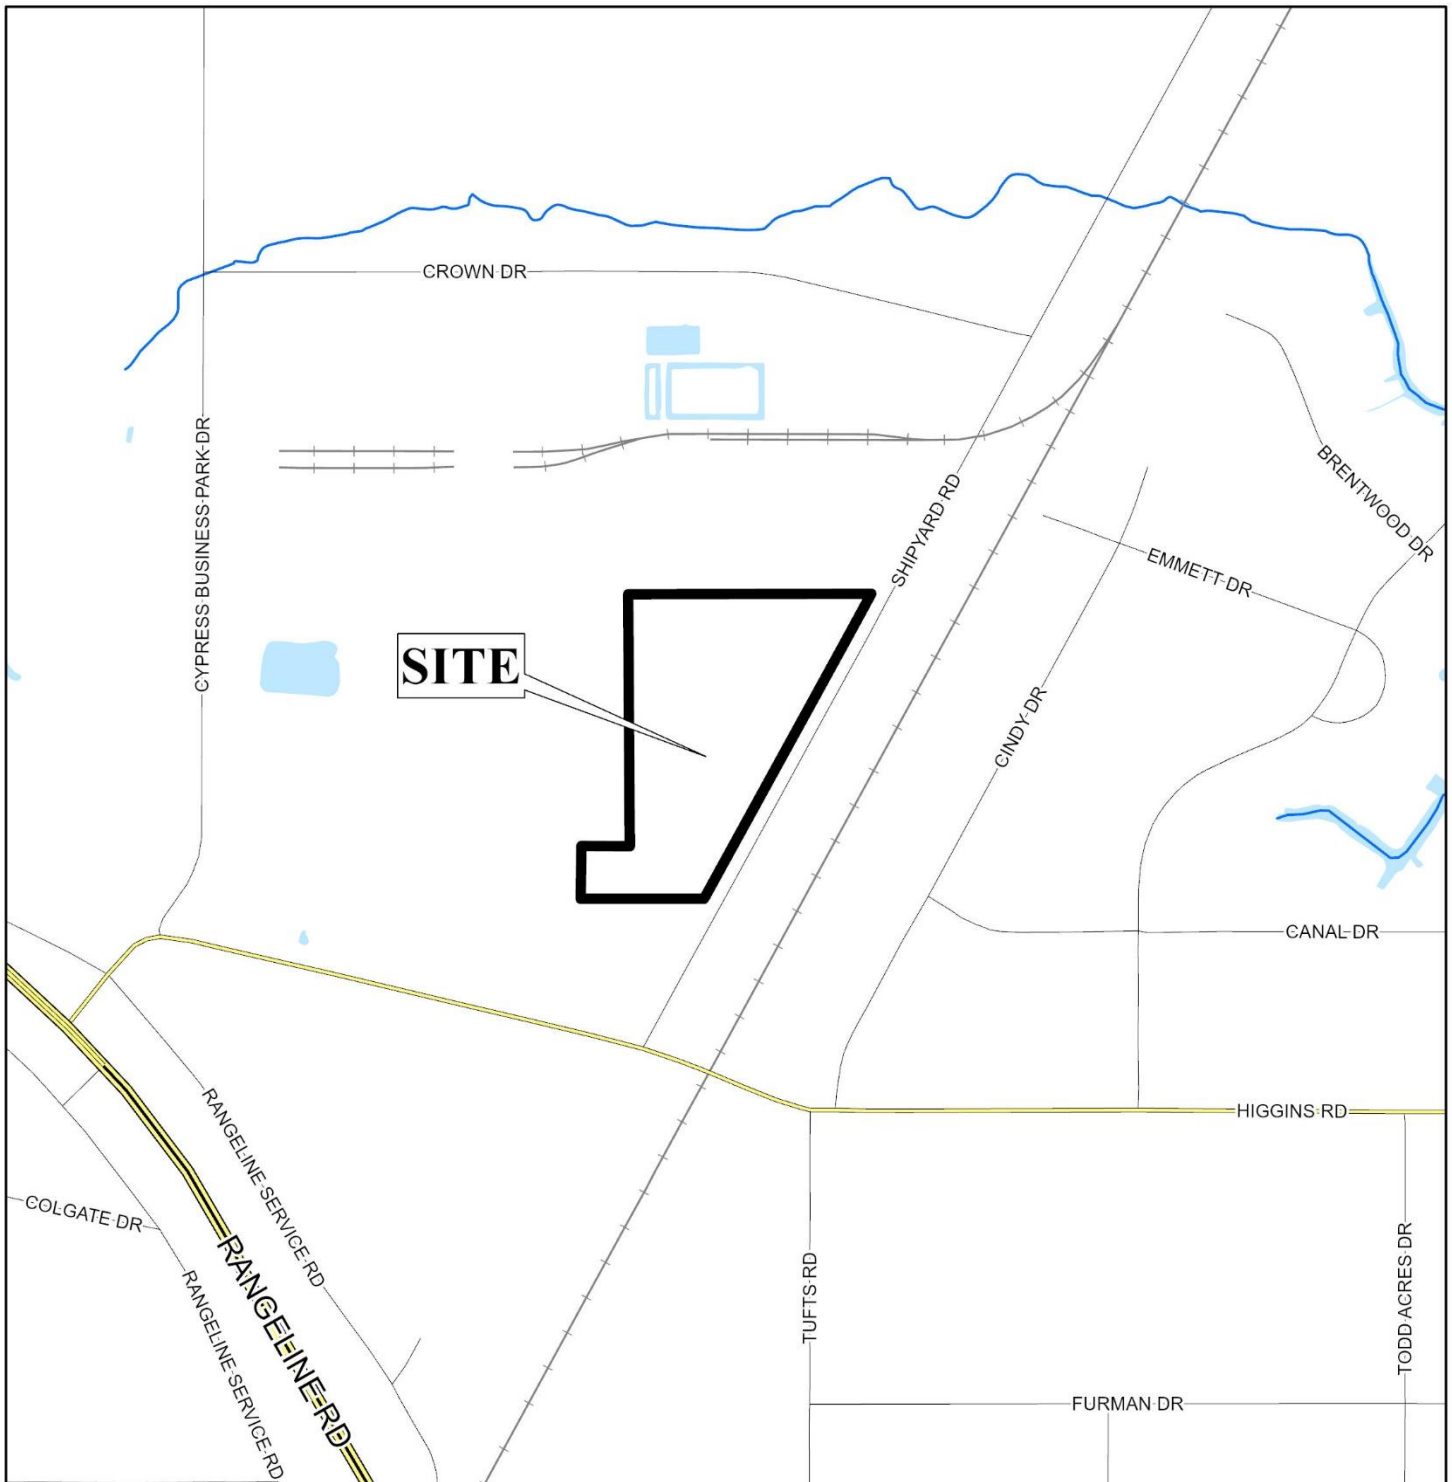 CROWN DR
CYPRESS BUSINESS PARK DR
SHIPYARD RD
BRENTWOOD DR
EMMETT DR
SITE
CINDY DR
CANAL DR
HIGGINS RD
RANGELINE SERVICE RD
COLGATE DR
RANGELINE RD
RANGELINE SERVICE RD
TUFTS RD
TODD ACRES DR
FURMAN DR